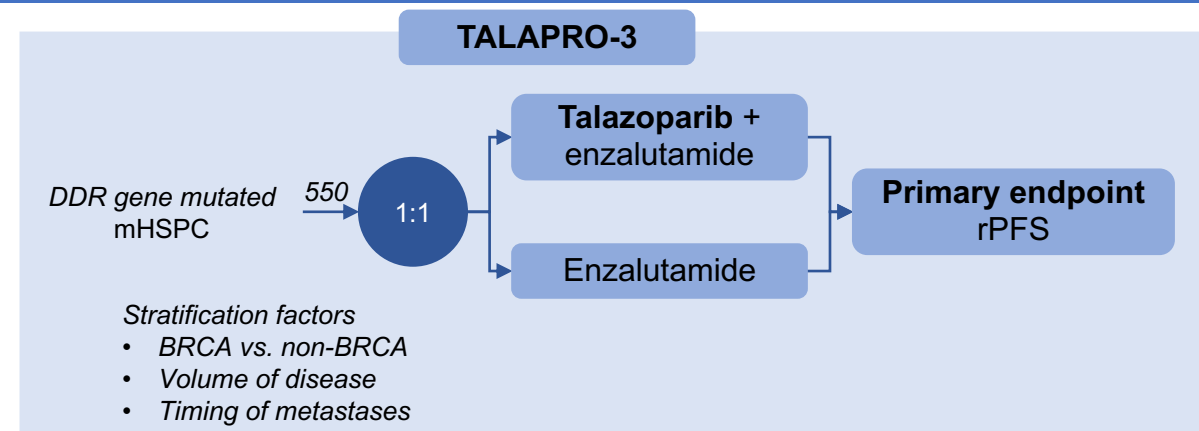 TALAPRO-3
DDR gene mutated
mHSPC
550
1:1
Talazoparib +
enzalutamide
Enzalutamide
Primary endpoint
rPFS
Stratification factors
• BRCA vs. non-BRCA
• Volume of disease
• Timing of metastases